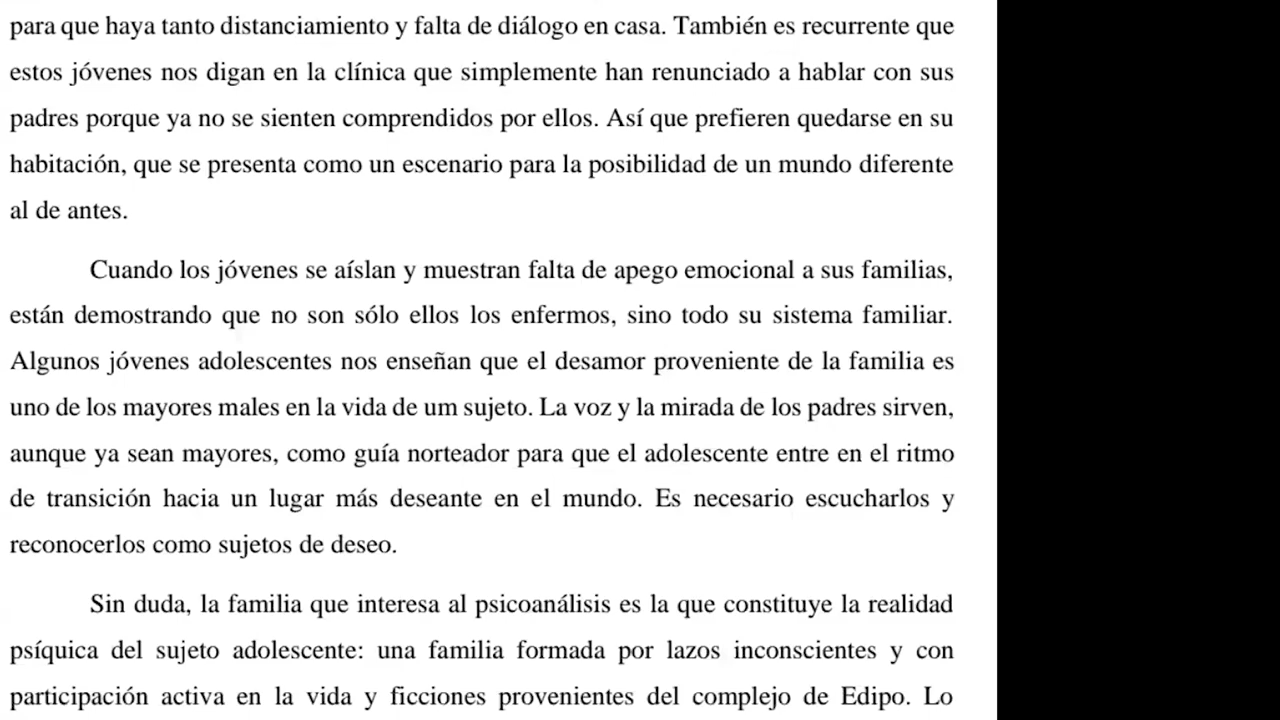 para que haya tanto distanciamiento y falta de diálogo en casa. También es recurrente que
estos jóvenes nos digan en la clínica que simplemente han renunciado a hablar con sus
padres porque ya no se sienten comprendidos por ellos. Así que prefieren quedarse en su
habitación, que se presenta como un escenario para la posibilidad de un mundo diferente
al de antes.
Cuando los jóvenes se aíslan y muestran falta de apego emocional a sus familias,
están demostrando que no son sólo ellos los enfermos, sino todo su sistema familiar.
Algunos jóvenes adolescentes nos enseñan que el desamor proveniente de la familia es
uno de los mayores males en la vida de um sujeto. La voz y la mirada de los padres sirven,
aunque ya sean mayores, como guía norteador para que el adolescente entre en el ritmo
de transición hacia un lugar más deseante en el mundo. Es necesario escucharlos y
reconocerlos como sujetos de deseo.
Sin duda, la familia que interesa al psicoanálisis es la que constituye la realidad
psíquica del sujeto adolescente: una familia formada por lazos inconscientes y con
participación activa en la vida y ficciones provenientes del complejo de Edipo. Lo